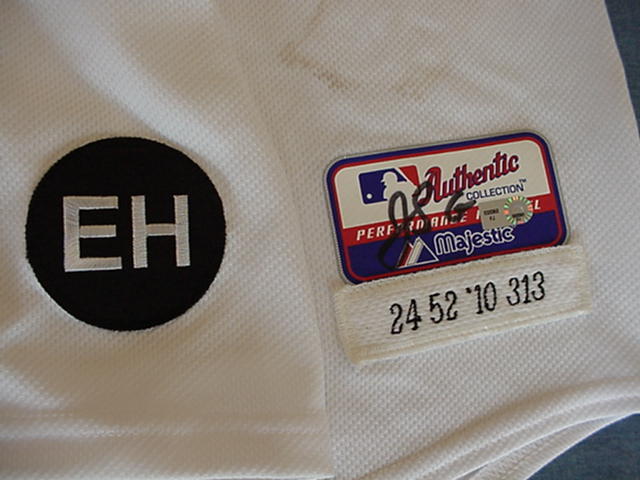 EH
Authentic
COLLECTION™
PERFORMANCE
Majestic
24 52 '10 313